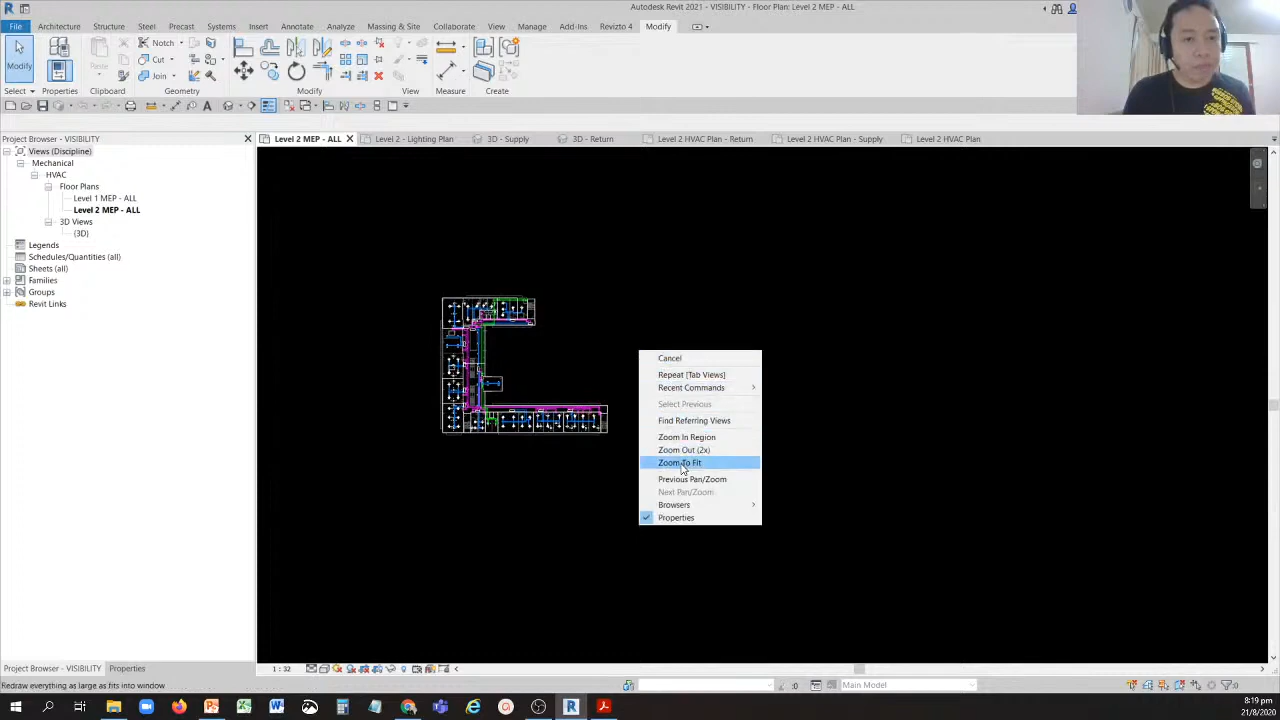 Autodesk Revit 2021 - VISIBILITY - Floor Plan: Level 2 MEP - ALL
File Architecture Structure Steel Precast Systems Insert Annotate Analyze Massing & Site Collaborate View Manage Add-Ins Revizto 4 Modify
Modify
Paste
Notch
Cut
Join
Select Properties Clipboard Geometry Modify View Measure Create
Project Browser - VISIBILITY
Level 2 MEP - ALL
Level 2 - Lighting Plan
3D - Supply
3D - Return
Level 2 HVAC Plan - Return
Level 2 HVAC Plan - Supply
Level 2 HVAC Plan
Views (Discipline)
Mechanical
HVAC
Floor Plans
Level 1 MEP - ALL
Level 2 MEP - ALL
3D Views
{3D}
Legends
Schedules/Quantities (all)
Sheets (all)
Families
Groups
Revit Links
Cancel
Repeat [Tab Views]
Recent Commands
Select Previous
Find Referring Views
Zoom In Region
Zoom Out (2x)
Zoom To Fit
Previous Pan/Zoom
Next Pan/Zoom
Browsers
Properties
Project Browser - VISIBILITY Properties
1 : 32
Redraw everything as large as fits into window
:0
Main Model
:0
8:19 pm
21/8/2020